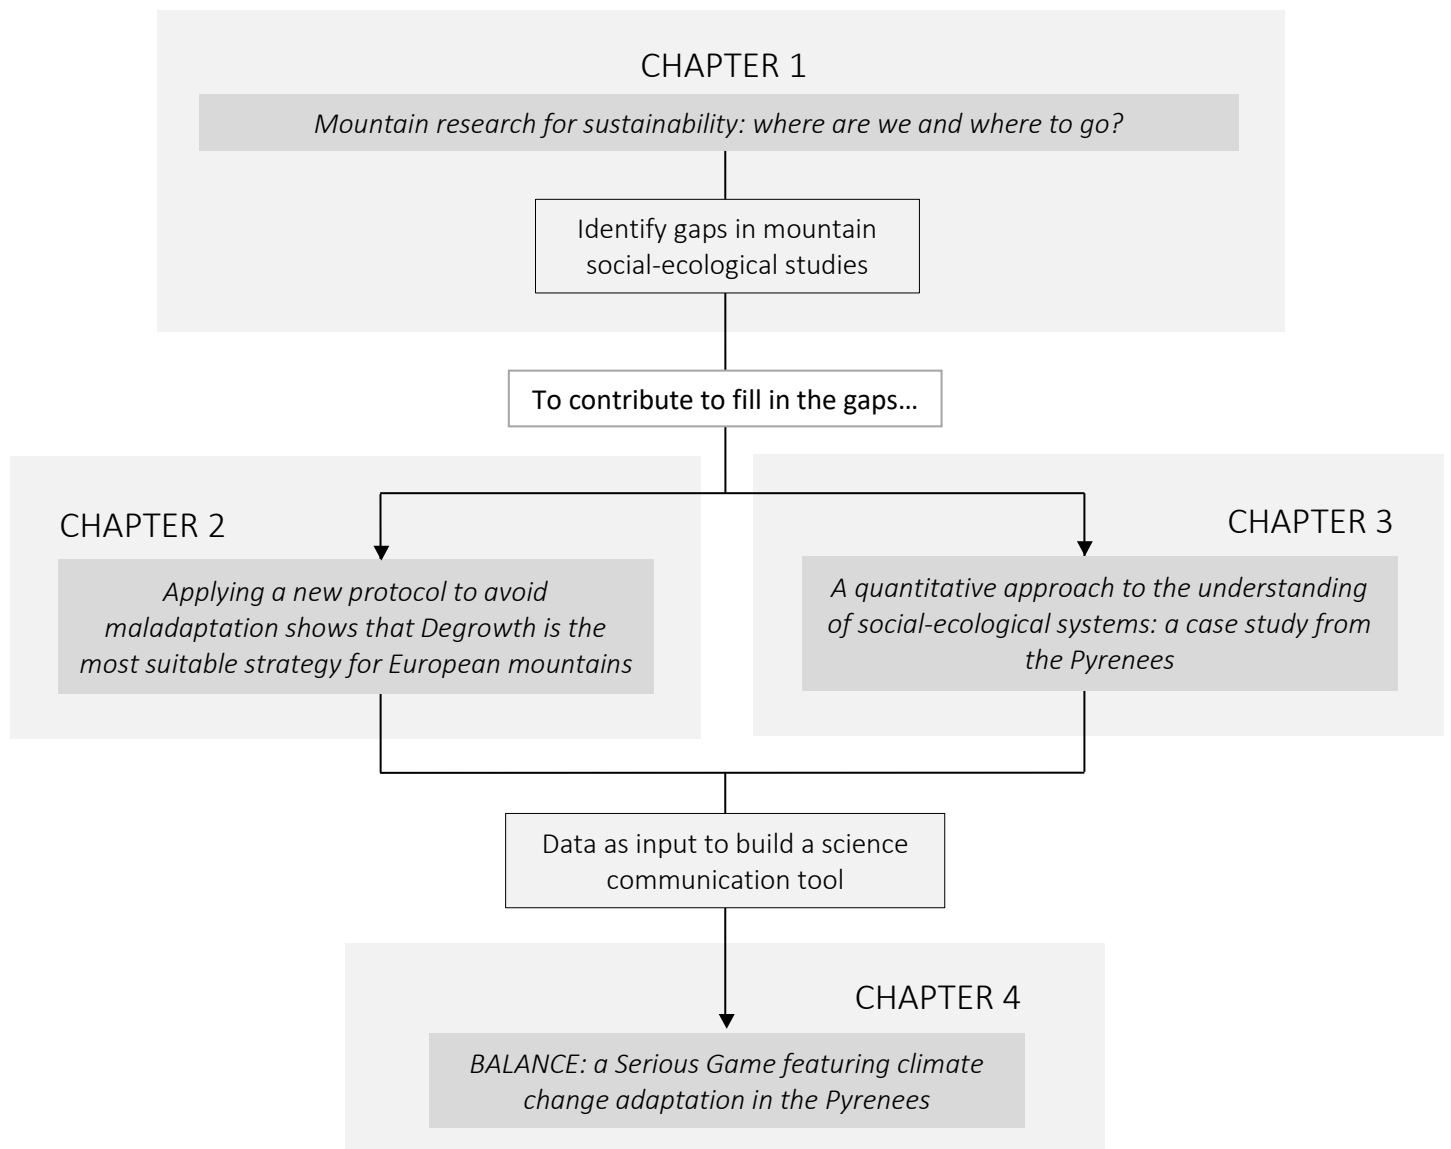 CHAPTER 1
Mountain research for sustainability: where are we and where to go?
Identify gaps in mountain
social-ecological studies
To contribute to fill in the gaps…
CHAPTER 2
Applying a new protocol to avoid
maladaptation shows that Degrowth is the
most suitable strategy for European mountains
CHAPTER 3
A quantitative approach to the understanding
of social-ecological systems: a case study from
the Pyrenees
Data as input to build a science
communication tool
CHAPTER 4
BALANCE: a Serious Game featuring climate
change adaptation in the Pyrenees